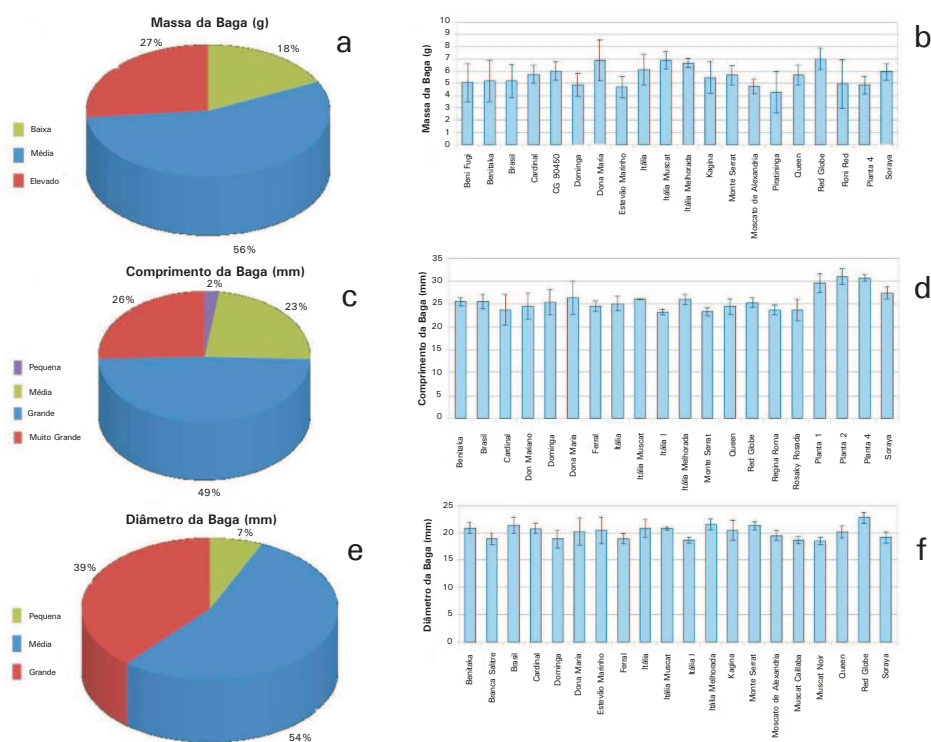 Massa da Baga (g)
a
27%
18%
Baixa
Média
Elevado
56%
b
Massa da Baga (g)
10
9
8
7
6
5
4
3
2
1
0
Beni Fugi
Benitaka
Brasil
Cardinal
CG 90450
Dominga
Dona Maria
Estevão Marinho
Itália
Itália Muscat
Itália Melhorada
Kagina
Monte Serrat
Moscato de Alexandria
Piratininga
Queen
Red Globe
Roni Red
Planta 4
Soraya
Comprimento da Baga (mm)
c
2%
26%
23%
Pequena
Média
Grande
Muito Grande
49%
d
Comprimento da Baga (mm)
35
30
25
20
15
10
5
0
Benitaka
Brasil
Cardinal
Don Mariano
Dominga
Dona Maria
Ferral
Itália
Itália Muscat
Itália I
Itália Melhorada
Monte Serrat
Queen
Red Globe
Regina Roma
Rosaky Rosada
Planta 1
Planta 2
Planta 4
Soraya
Diâmetro da Baga (mm)
e
7%
39%
Pequena
Média
Grande
54%
f
Diâmetro da Baga (mm)
25
20
15
10
5
0
Benitaka
Branca Salitre
Brasil
Cardinal
Dominga
Dona Maria
Estevão Marinho
Ferral
Itália
Itália Muscat
Itália I
Itália Melhorada
Kagina
Monte Serrat
Moscato de Alexandria
Muscat Caillaba
Muscat Noir
Queen
Red Globe
Soraya